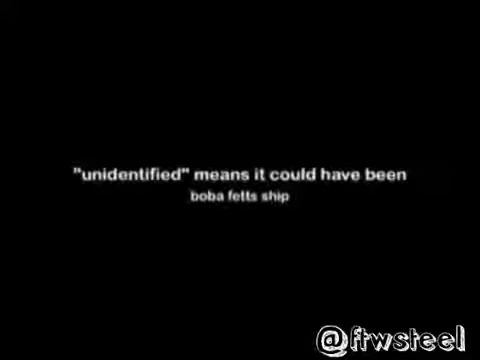 "unidentified" means it could have been
boba fetts ship
@ftwsteel